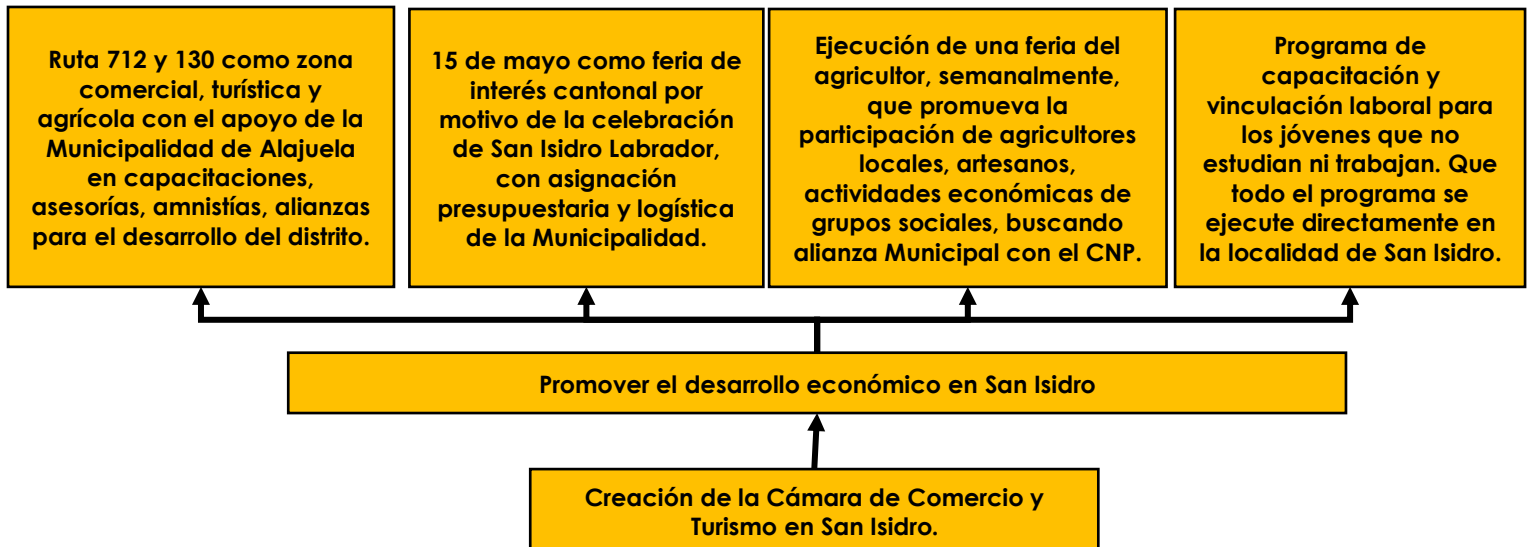 Ruta 712 y 130 como zona
comercial, turística y
agrícola con el apoyo de la
Municipalidad de Alajuela
en capacitaciones,
asesorías, amnistías, alianzas
para el desarrollo del distrito.
15 de mayo como feria de
interés cantonal por
motivo de la celebración
de San Isidro Labrador,
con asignación
presupuestaria y logística
de la Municipalidad.
Ejecución de una feria del
agricultor, semanalmente,
que promueva la
participación de agricultores
locales, artesanos,
actividades económicas de
grupos sociales, buscando
alianza Municipal con el CNP.
Programa de
capacitación y
vinculación laboral para
los jóvenes que no
estudian ni trabajan. Que
todo el programa se
ejecute directamente en
la localidad de San Isidro.
Promover el desarrollo económico en San Isidro
Creación de la Cámara de Comercio y
Turismo en San Isidro.